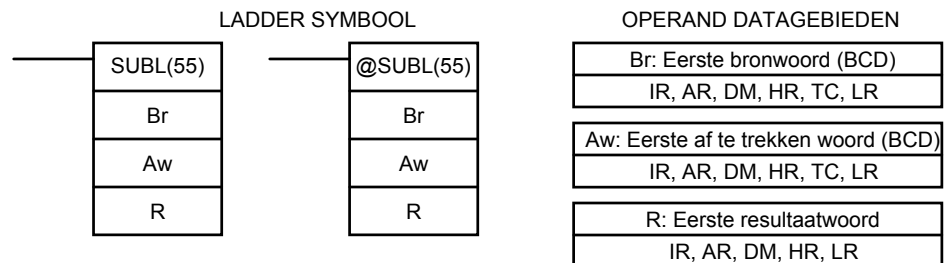 LADDER SYMBOOL
SUBL(55)
Br
Aw
R
@SUBL(55)
Br
Aw
R
OPERAND DATAGEBIEDEN
Br: Eerste bronwoord (BCD)
IR, AR, DM, HR, TC, LR
Aw: Eerste af te trekken woord (BCD)
IR, AR, DM, HR, TC, LR
R: Eerste resultaatwoord
IR, AR, DM, HR, LR